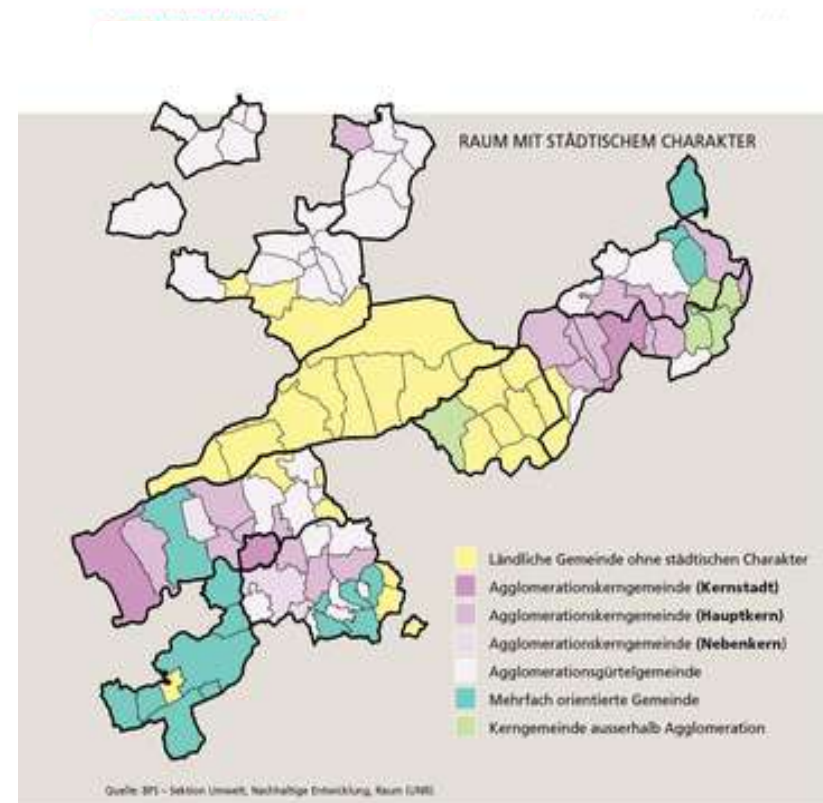 RAUM MIT STÄDTISCHEM CHARAKTER
Ländliche Gemeinde ohne städtischen Charakter
Agglomerationskerngemeinde (Kernstadt)
Agglomerationskerngemeinde (Hauptkern)
Agglomerationskerngemeinde (Nebenkern)
Agglomerationsgürtelgemeinde
Mehrfach orientierte Gemeinde
Kerngemeinde ausserhalb Agglomeration
Quelle: BFS – Sektion Umwelt, Nachhaltige Entwicklung, Raum (UNR)